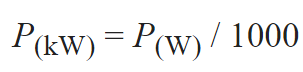 P(kW) = P(W) / 1000